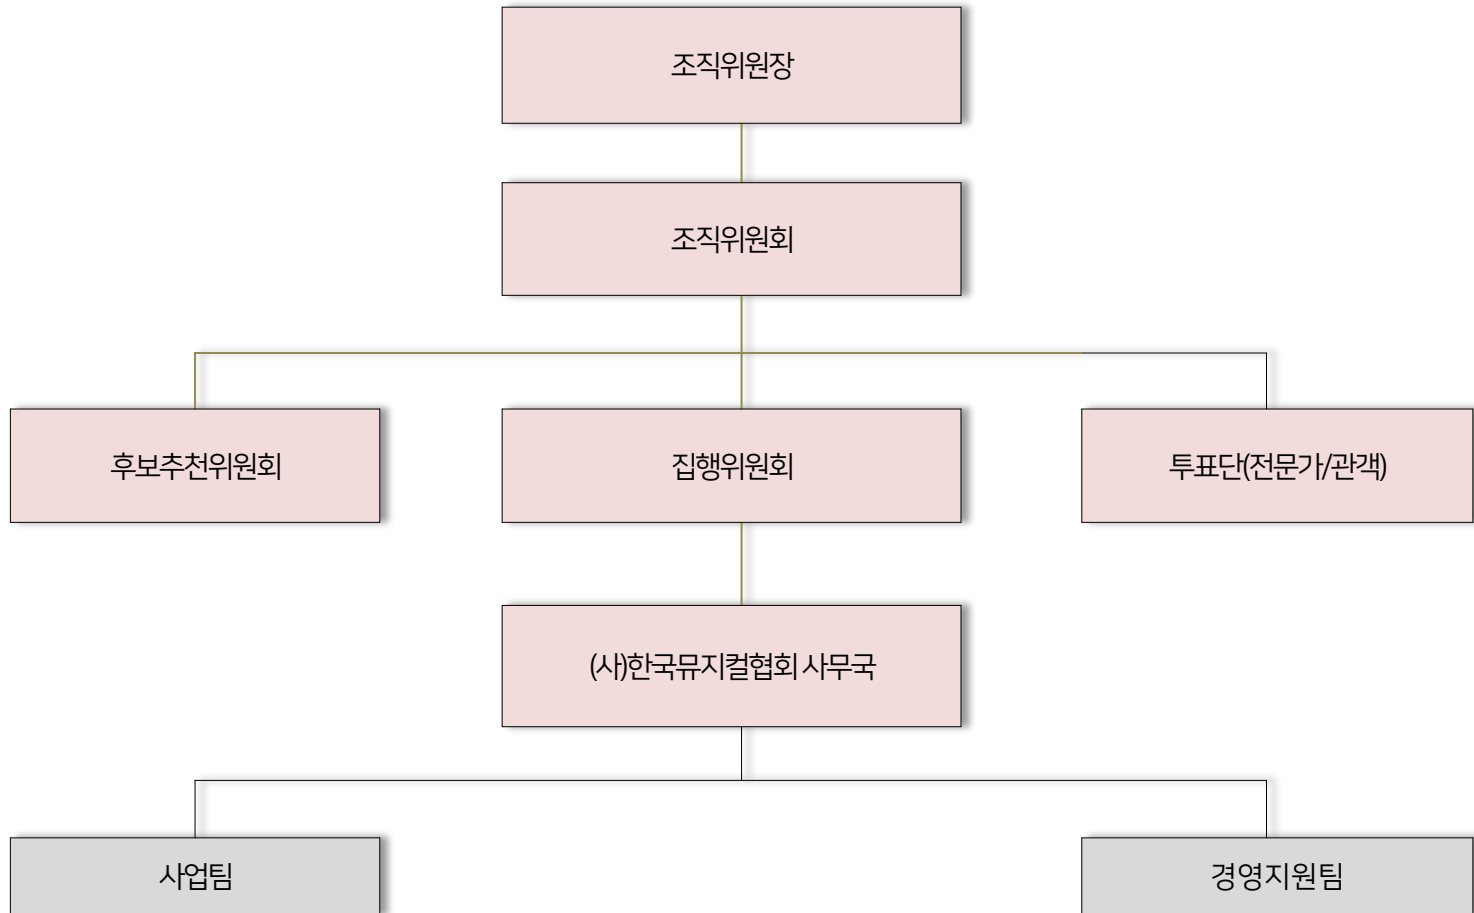 조직위원장
조직위원회
후보추천위원회
집행위원회
투표단(전문가/관객)
(사)한국뮤지컬협회 사무국
사업팀
경영지원팀